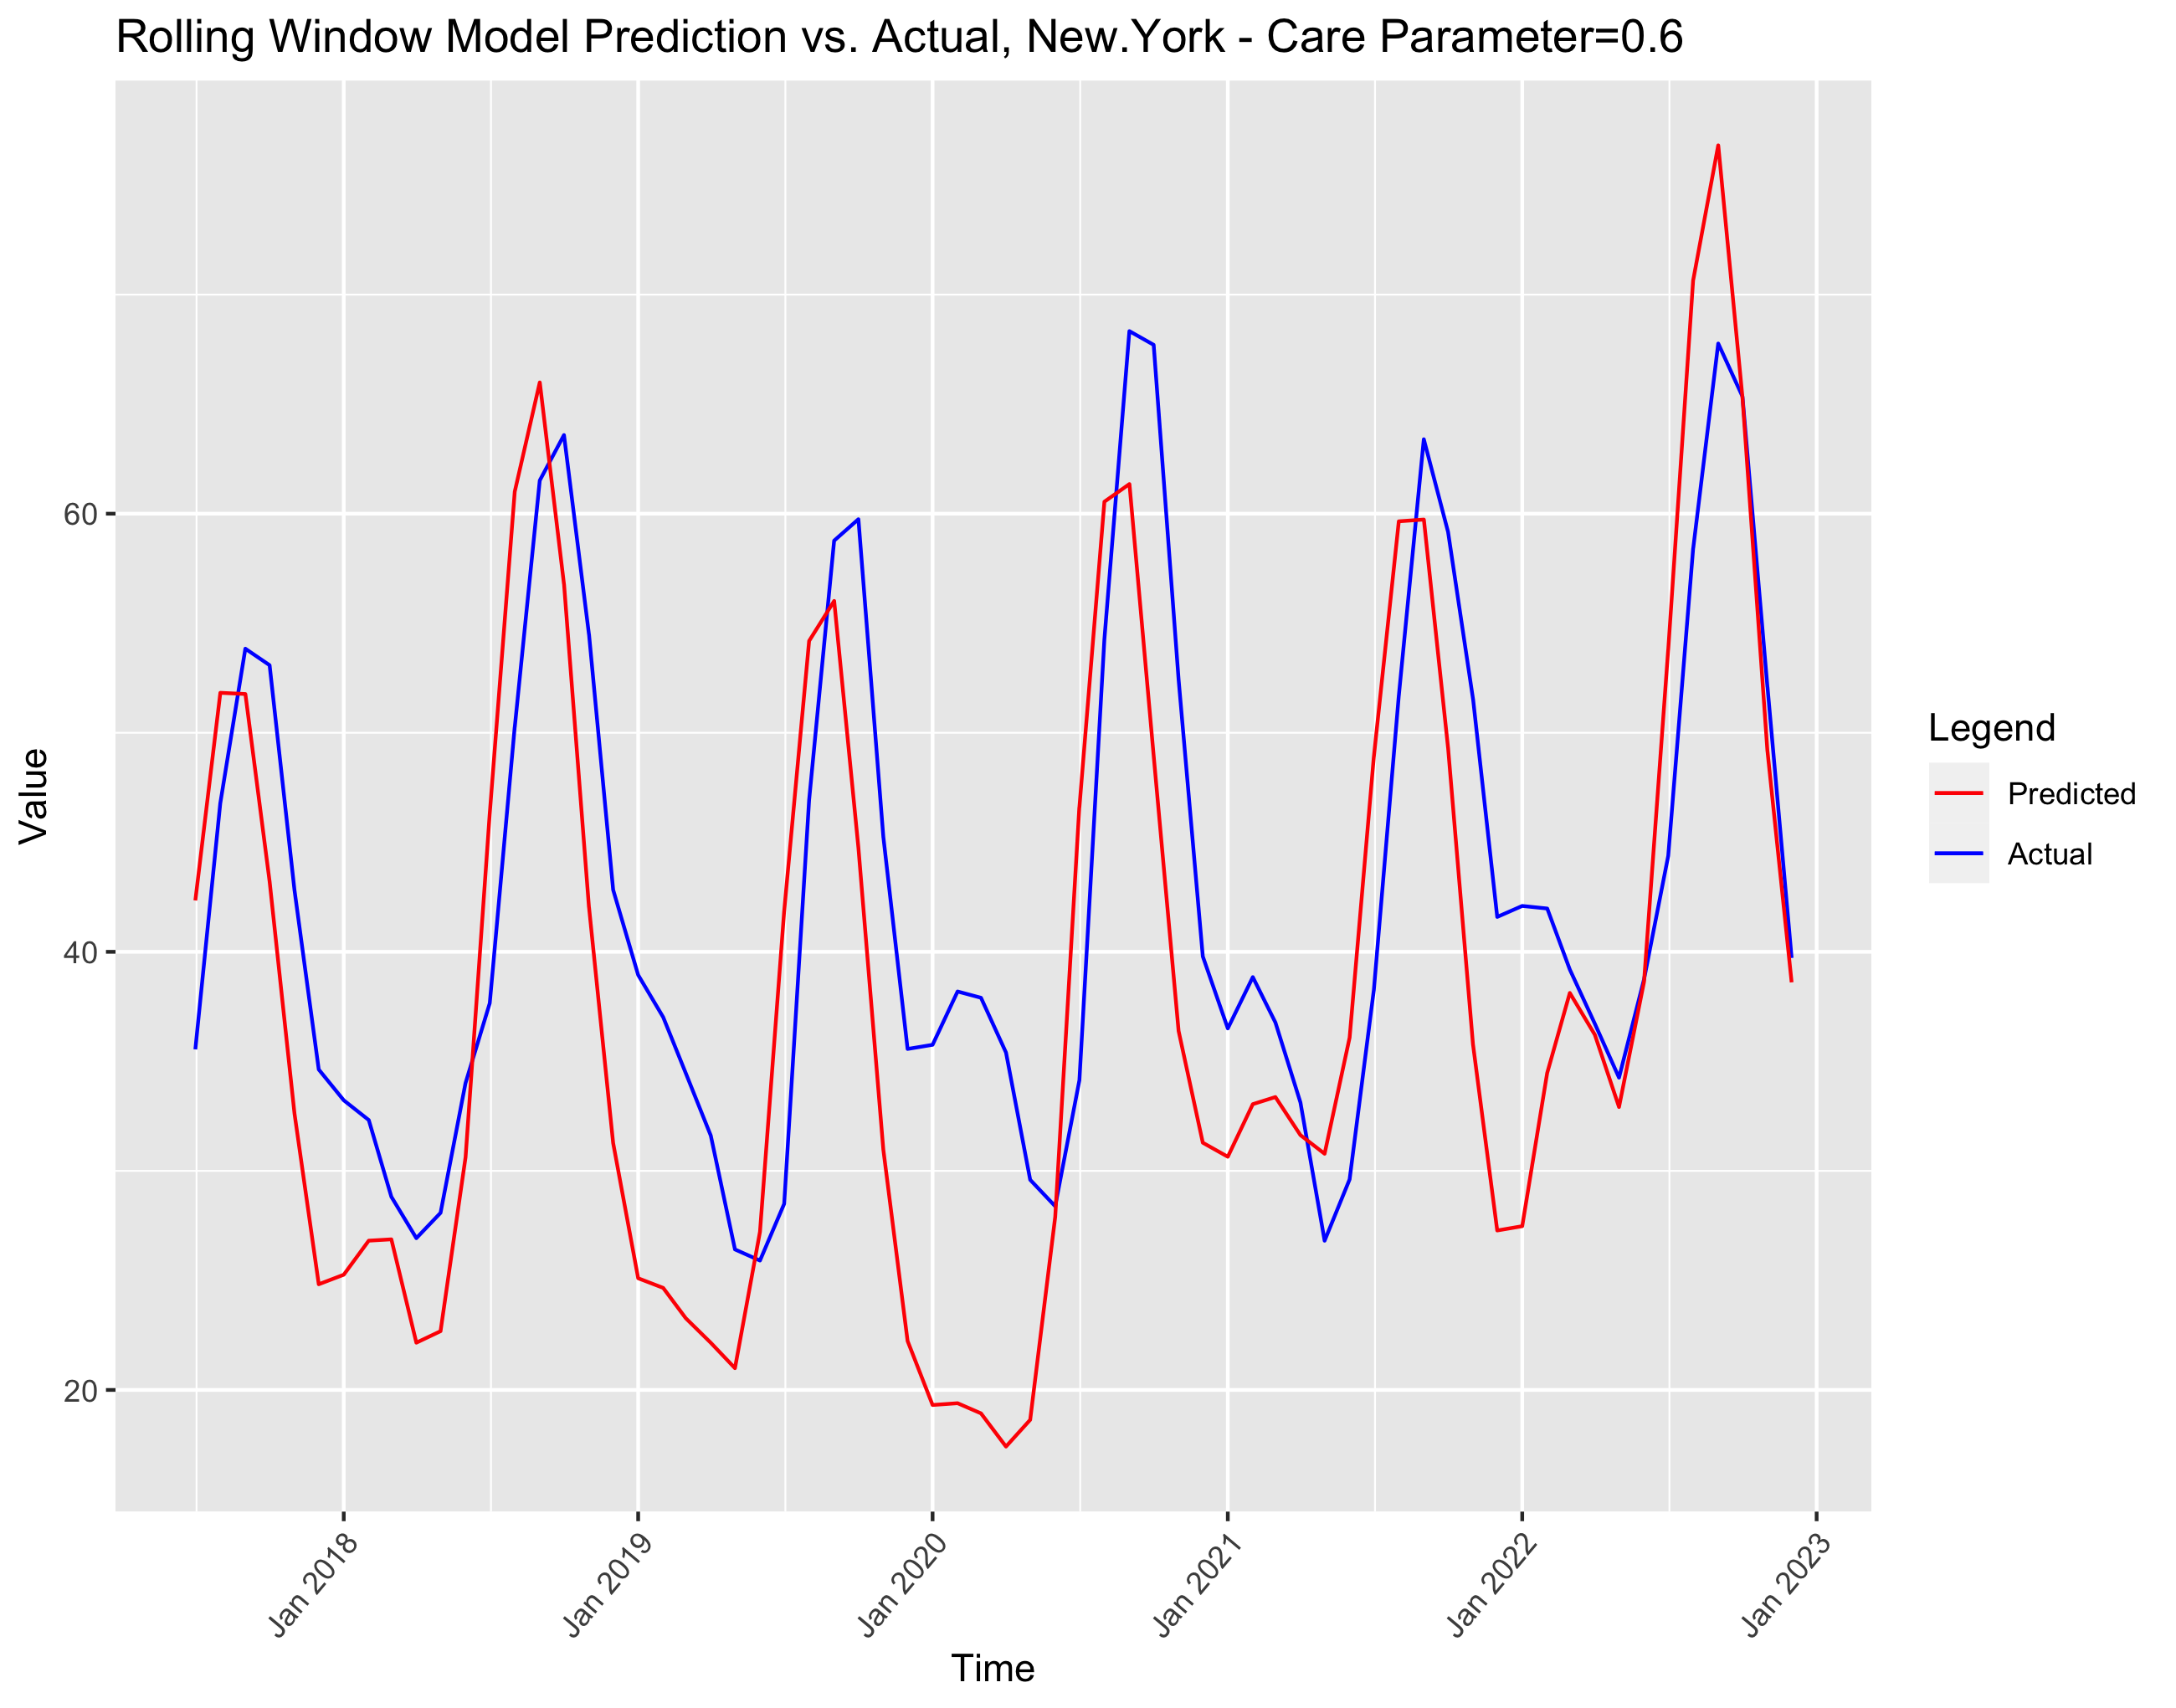 Rolling Window Model Prediction vs. Actual, New.York - Care Parameter=0.6
Value
60
40
20
Jan 2018
Jan 2019
Jan 2020
Jan 2021
Jan 2022
Jan 2023
Time
Legend
Predicted
Actual